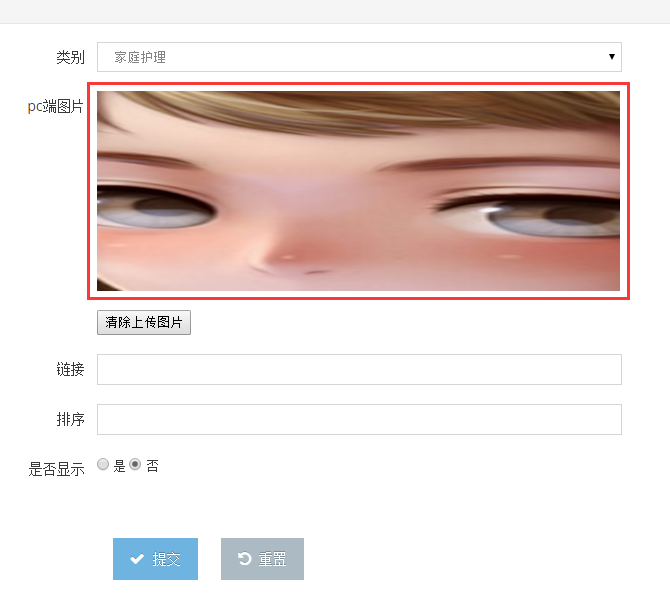 类别 家庭护理
pc端图片
清除上传图片
链接
排序
是否显示 是 否
提交 重置